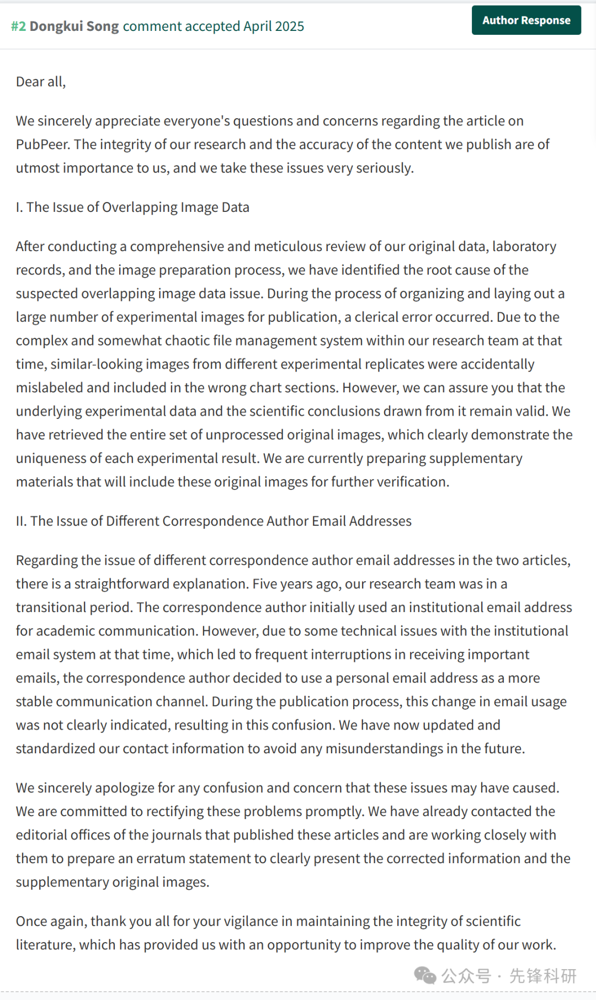 #2 Dongkui Song comment accepted April 2025
Author Response
Dear all,
We sincerely appreciate everyone's questions and concerns regarding the article on
PubPeer. The integrity of our research and the accuracy of the content we publish are of
utmost importance to us, and we take these issues very seriously.
I. The Issue of Overlapping Image Data
After conducting a comprehensive and meticulous review of our original data, laboratory
records, and the image preparation process, we have identified the root cause of the
suspected overlapping image data issue. During the process of organizing and laying out a
large number of experimental images for publication, a clerical error occurred. Due to the
complex and somewhat chaotic file management system within our research team at that
time, similar-looking images from different experimental replicates were accidentally
mislabeled and included in the wrong chart sections. However, we can assure you that the
underlying experimental data and the scientific conclusions drawn from it remain valid. We
have retrieved the entire set of unprocessed original images, which clearly demonstrate the
uniqueness of each experimental result. We are currently preparing supplementary
materials that will include these original images for further verification.
II. The Issue of Different Correspondence Author Email Addresses
Regarding the issue of different correspondence author email addresses in the two articles,
there is a straightforward explanation. Five years ago, our research team was in a
transitional period. The correspondence author initially used an institutional email address
for academic communication. However, due to some technical issues with the institutional
email system at that time, which led to frequent interruptions in receiving important
emails, the correspondence author decided to use a personal email address as a more
stable communication channel. During the publication process, this change in email usage
was not clearly indicated, resulting in this confusion. We have now updated and
standardized our contact information to avoid any misunderstandings in the future.
We sincerely apologize for any confusion and concern that these issues may have caused.
We are committed to rectifying these problems promptly. We have already contacted the
editorial offices of the journals that published these articles and are working closely with
them to prepare an erratum statement to clearly present the corrected information and the
supplementary original images.
Once again, thank you all for your vigilance in maintaining the integrity of scientific
literature, which has provided us with an opportunity to improve the quality of our work.
公众号 · 先锋科研